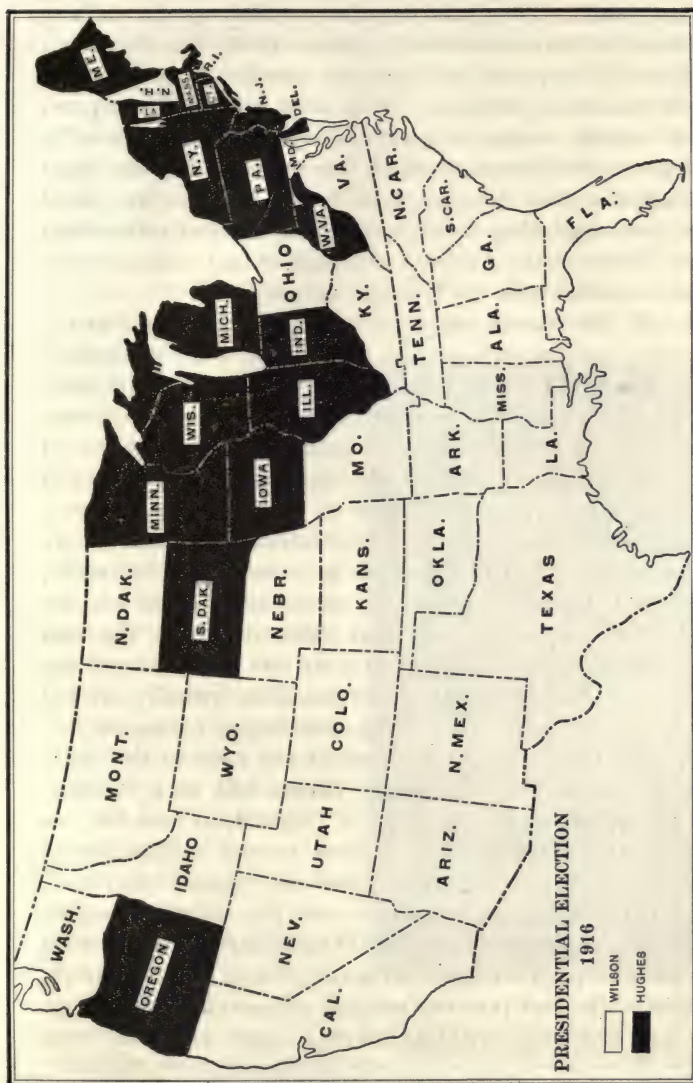 WASH.
OREGON
CAL.
NEV.
IDAHO
MONT.
WYO.
UTAH
ARIZ.
COLO.
N. MEX.
N. DAK.
S. DAK
NEBR.
KANS.
OKLA.
TEXAS
MINN.
IOWA
MO.
ARK.
LA.
WIS.
ILL.
MICH.
IND.
OHIO
KY.
TENN.
MISS.
ALA.
GA.
FLA.
S. CAR.
N. CAR.
VA.
W. VA.
MD.
DEL.
PA.
N. J.
N. Y.
VT.
N. H.
MASS.
R. I.
ME.
PRESIDENTIAL ELECTION
1916
WILSON
HUGHES